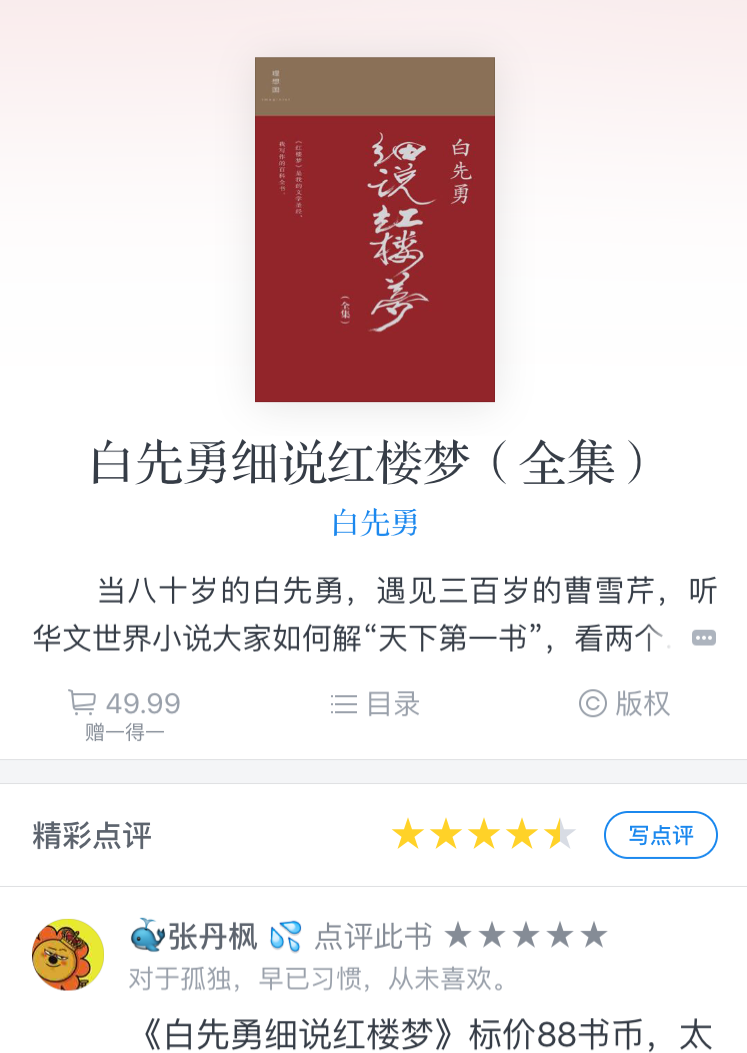 理想国
白先勇
细说红楼梦
（全集）
《红楼梦》是我的文学圣经，
我写作的百科全书。
白先勇细说红楼梦（全集）
白先勇
当八十岁的白先勇，遇见三百岁的曹雪芹，听
华文世界小说大家如何解“天下第一书”，看两个
49.99
赠一得一
目录
版权
精彩点评
写点评
张丹枫 点评此书
对于孤独，早已习惯，从未喜欢。
《白先勇细说红楼梦》标价88书币，太